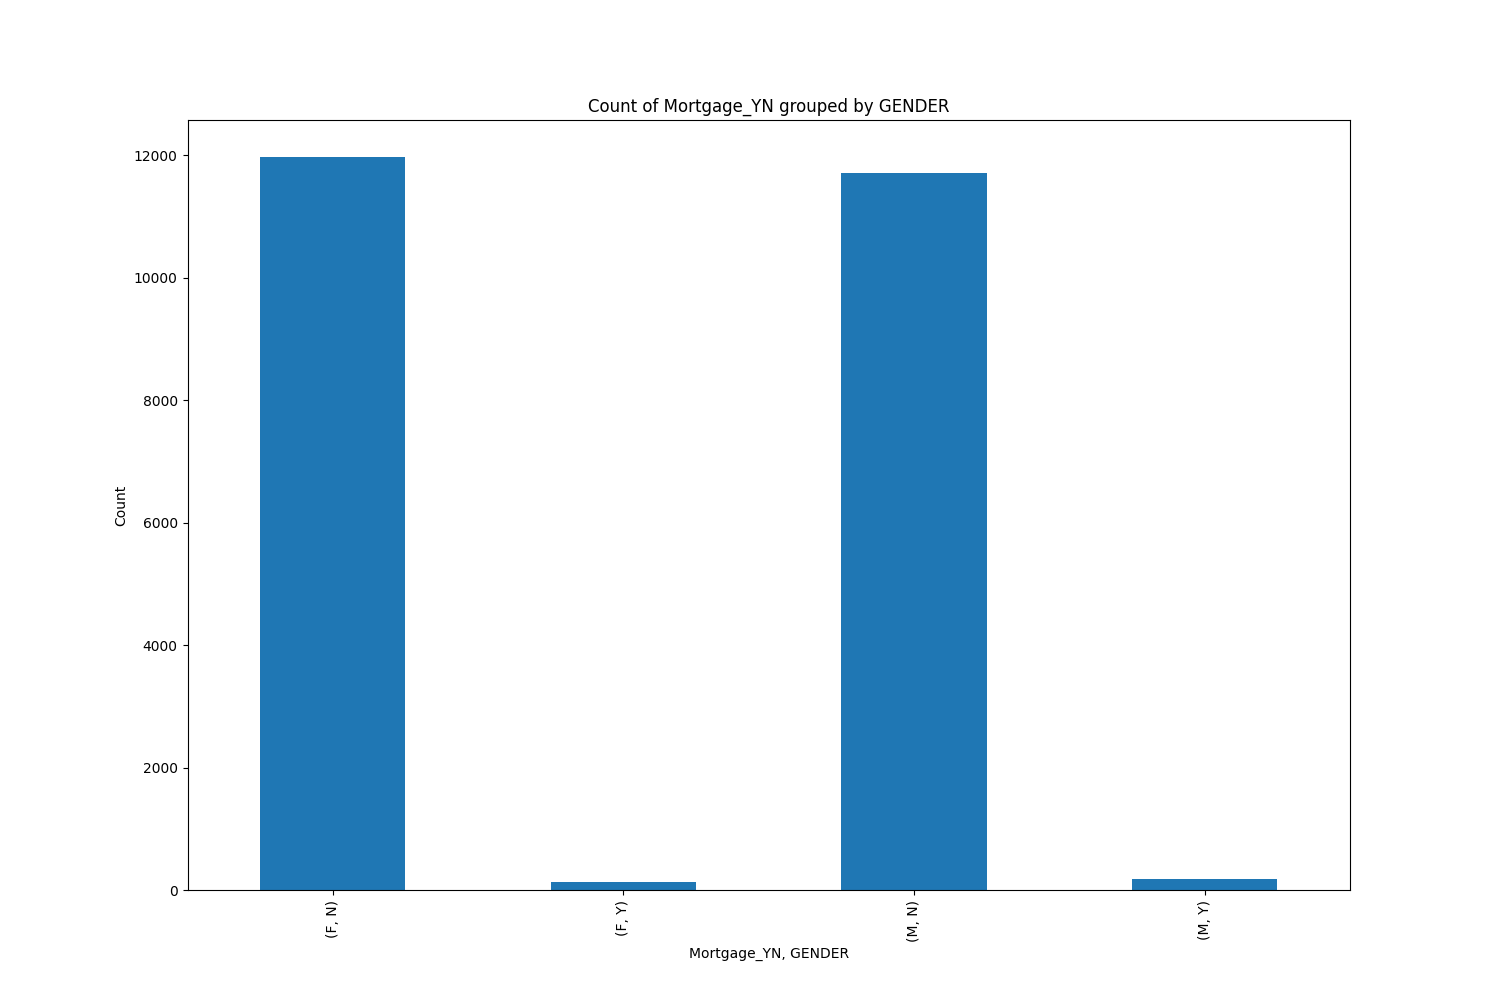 Count of Mortgage_YN grouped by GENDER
12000
10000
8000
6000
4000
2000
0
Count
(F, N)
(F, Y)
(M, N)
(M, Y)
Mortgage_YN, GENDER